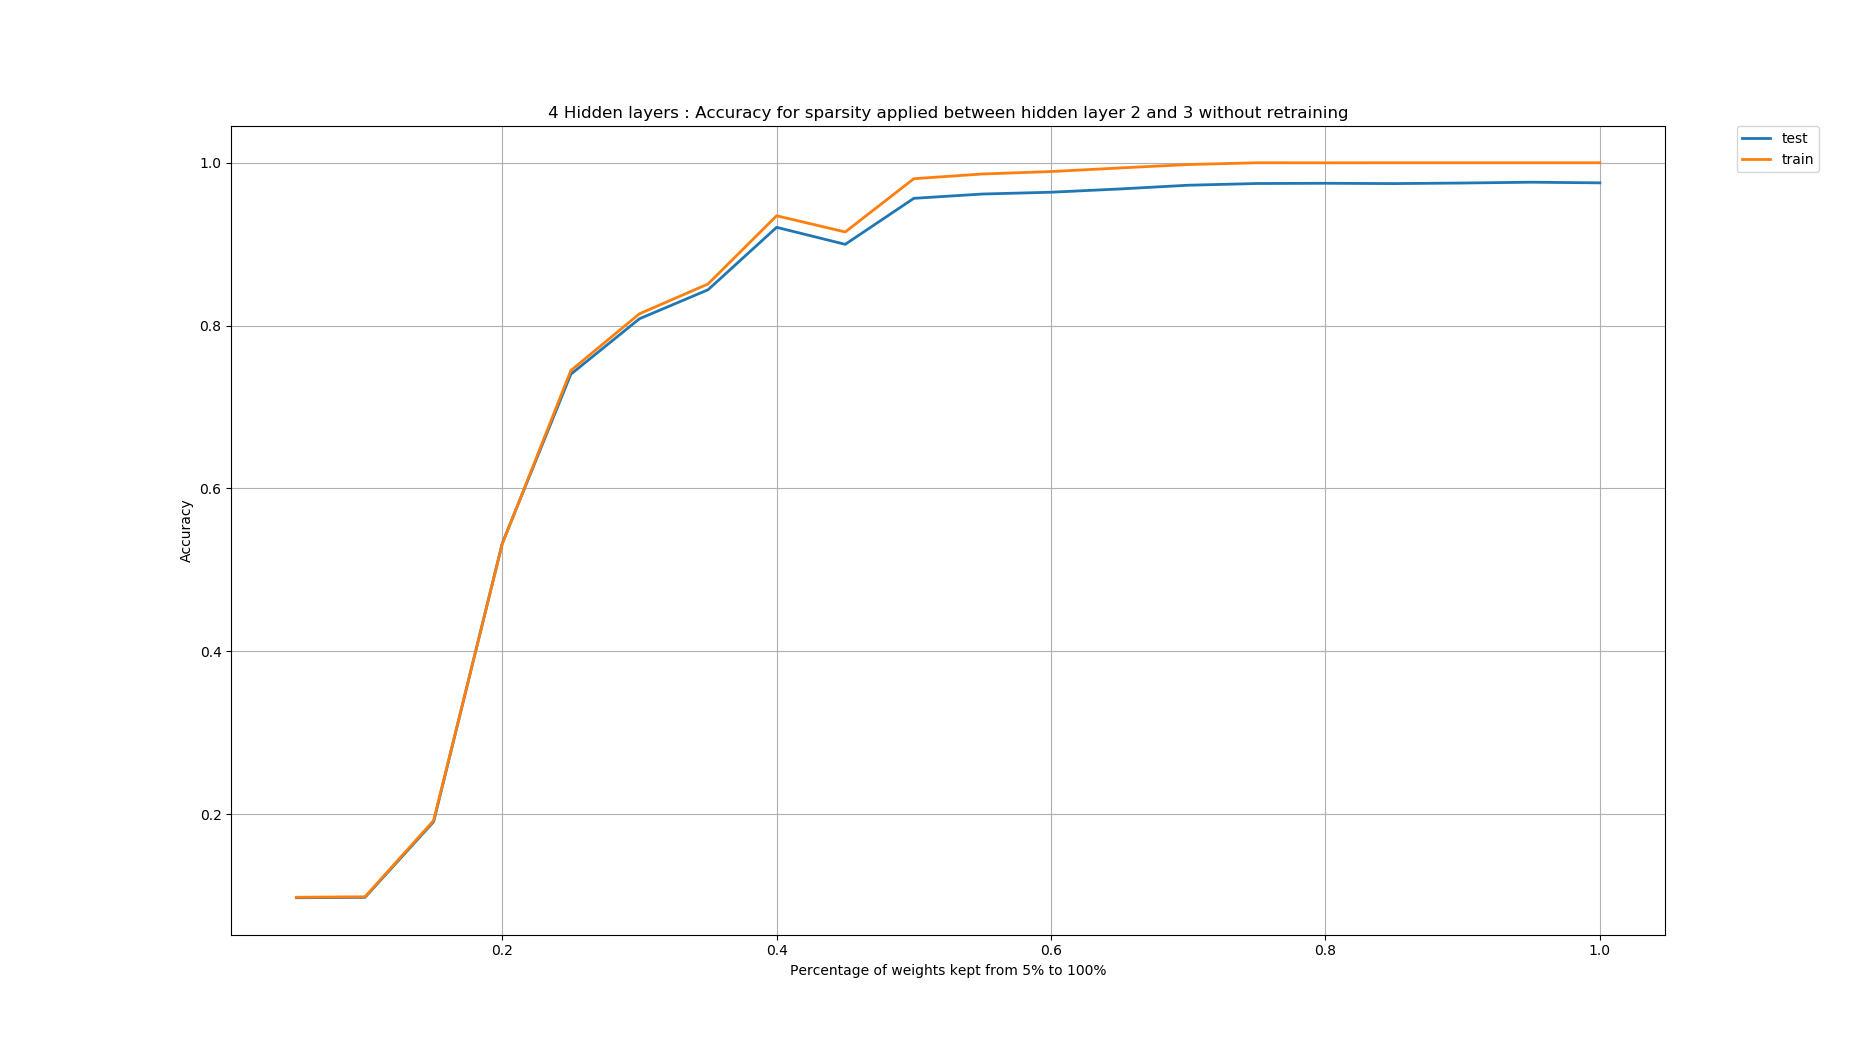 4 Hidden layers : Accuracy for sparsity applied between hidden layer 2 and 3 without retraining
test
train
1.0
0.8
0.6
0.4
0.2
Accuracy
0.2 0.4 0.6 0.8 1.0
Percentage of weights kept from 5% to 100%